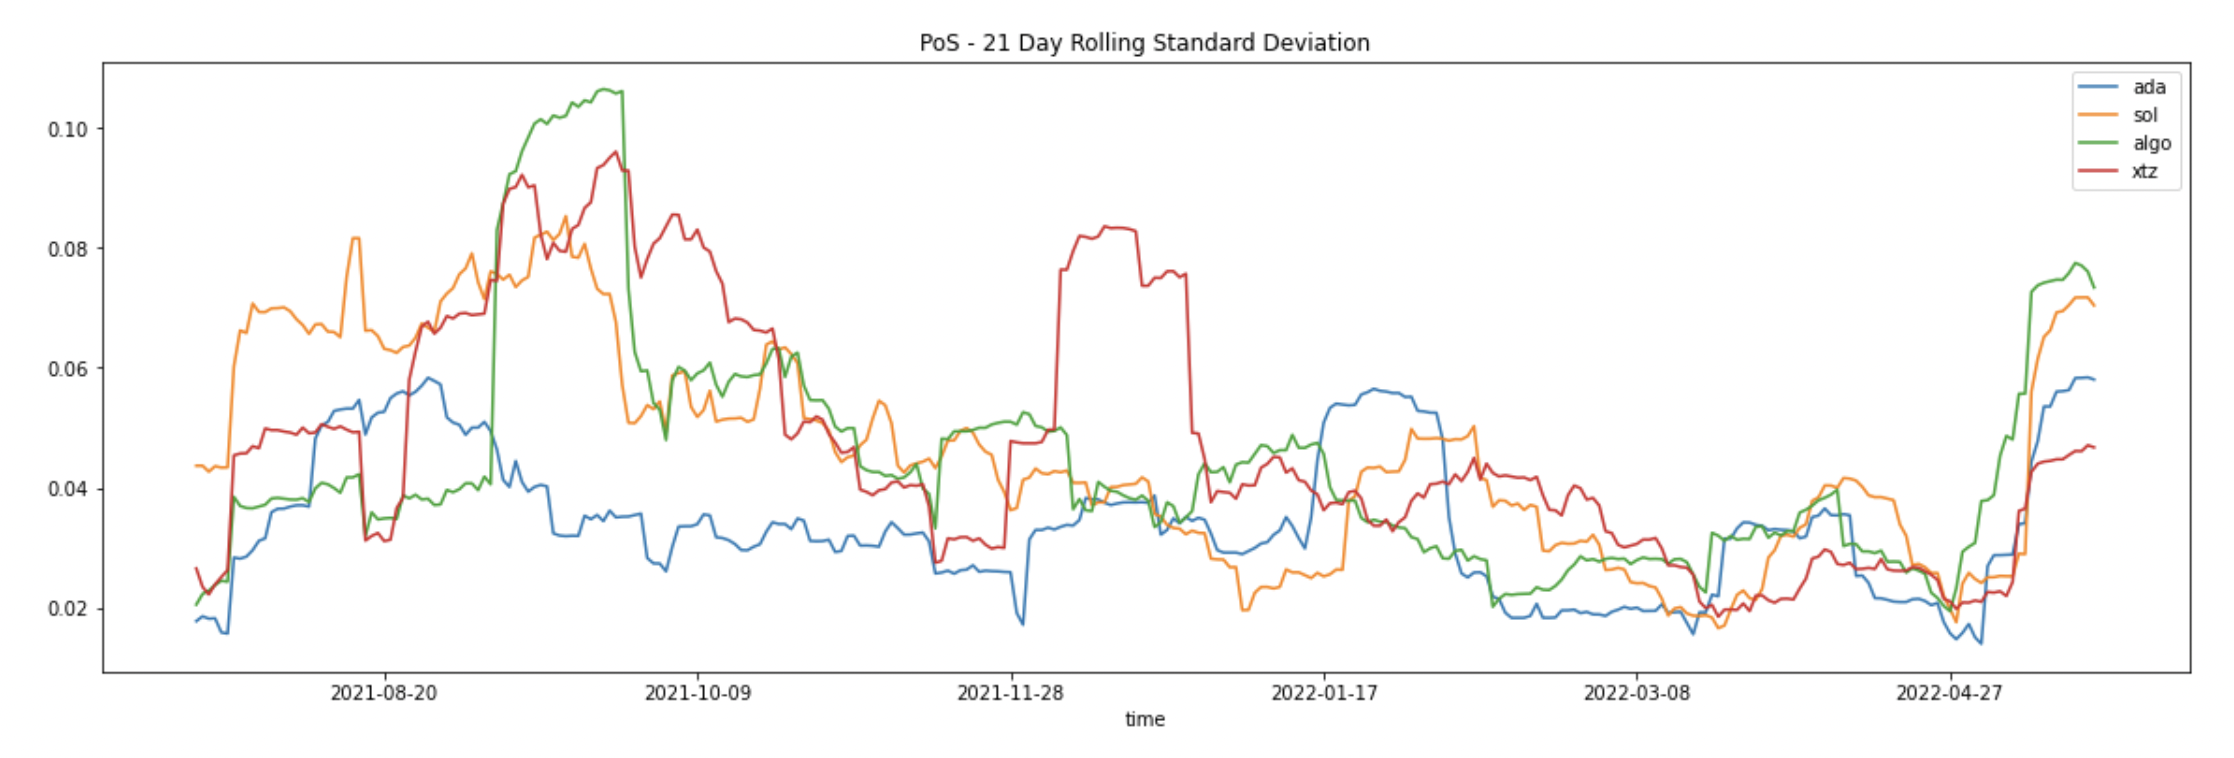 PoS - 21 Day Rolling Standard Deviation
ada
sol
algo
xtz
0.10
0.08
0.06
0.04
0.02
2021-08-20 2021-10-09 2021-11-28 2022-01-17 2022-03-08 2022-04-27
time